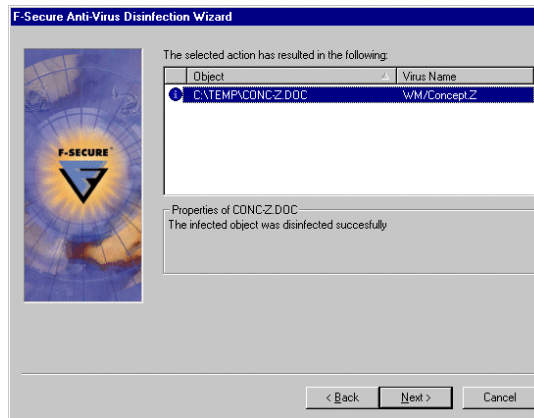 F-Secure Anti-Virus Disinfection Wizard
The selected action has resulted in the following:
Object Virus Name
C:\TEMP\CONC-Z.DOC WM/Concept.Z
F-SECURE
Properties of CONC-Z.DOC
The infected object was disinfected succesfully
< Back Next > Cancel